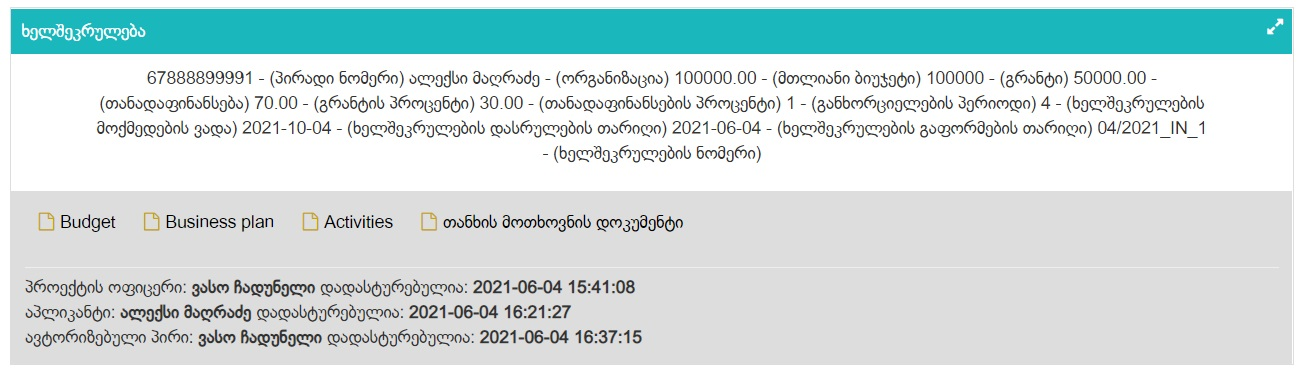 ხელშეკრულება
67888899991 - (პირადი ნომერი) ალექსი მაღრაძე - (ორგანიზაცია) 100000.00 - (მთლიანი ბიუჯეტი) 100000 - (გრანტი) 50000.00 -
(თანადაფინანსება) 70.00 - (გრანტის პროცენტი) 30.00 - (თანადაფინანსების პროცენტი) 1 - (განხორციელების პერიოდი) 4 - (ხელშეკრულების
მოქმედების ვადა) 2021-10-04 - (ხელშეკრულების დასრულების თარიღი) 2021-06-04 - (ხელშეკრულების გაფორმების თარიღი) 04/2021_IN_1
- (ხელშეკრულების ნომერი)
Budget Business plan Activities თანხის მოთხოვნის დოკუმენტი
პროექტის ოფიცერი: ვასო ჩადუნელი დადასტურებულია: 2021-06-04 15:41:08
აპლიკანტი: ალექსი მაღრაძე დადასტურებულია: 2021-06-04 16:21:27
ავტორიზებული პირი: ვასო ჩადუნელი დადასტურებულია: 2021-06-04 16:37:15